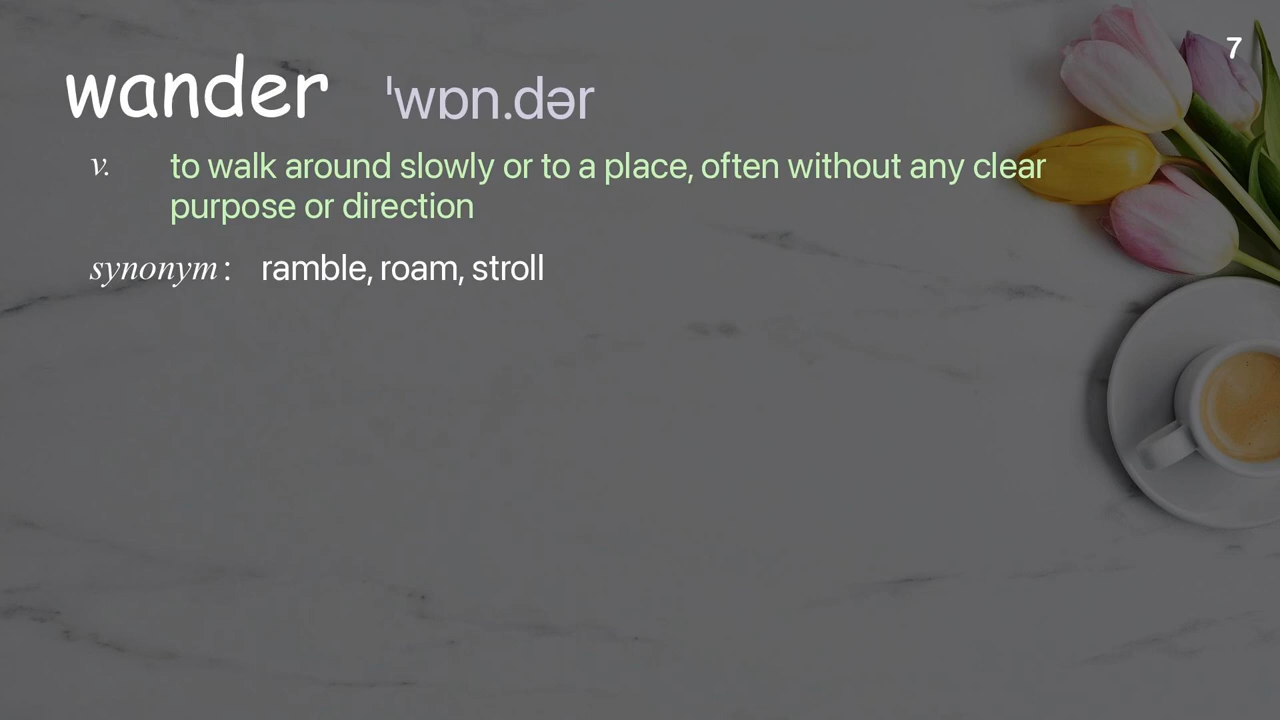 7
wander ˈwɒn.dər
v. to walk around slowly or to a place, often without any clear
purpose or direction
synonym: ramble, roam, stroll